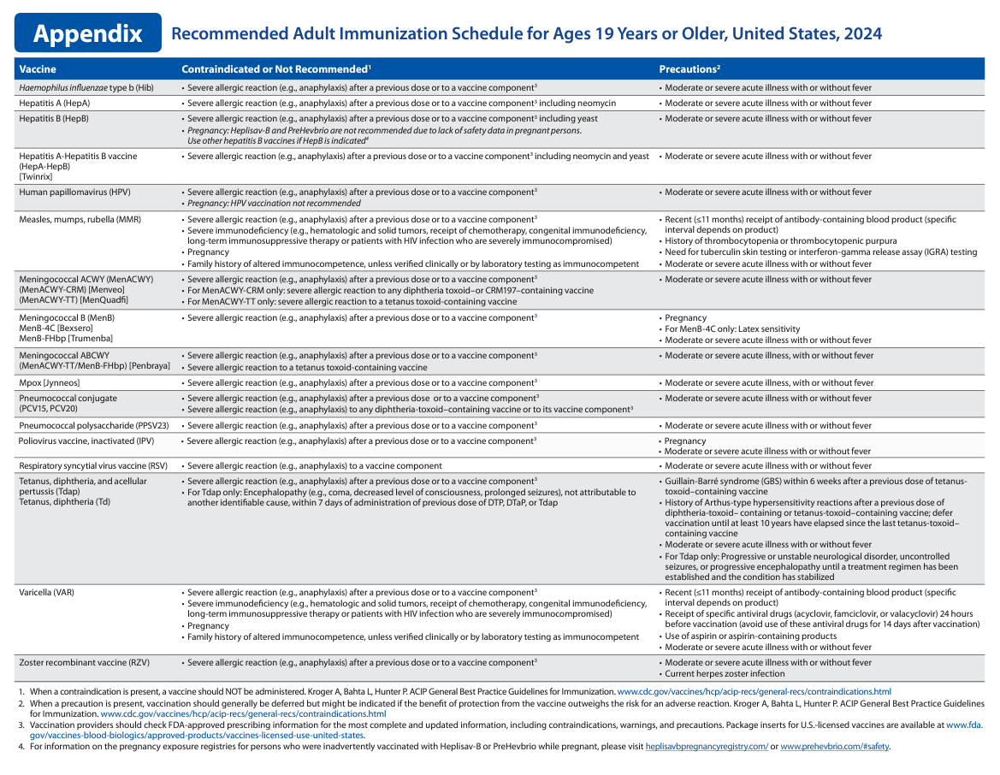 Appendix
Recommended Adult Immunization Schedule for Ages 19 Years or Older, United States, 2024
Vaccine
Contraindicated or Not Recommended1
Precautions2
Haemophilus influenzae type b (Hib)
• Severe allergic reaction (e.g., anaphylaxis) after a previous dose or to a vaccine component3
• Moderate or severe acute illness with or without fever
Hepatitis A (HepA)
• Severe allergic reaction (e.g., anaphylaxis) after a previous dose or to a vaccine component3 including neomycin
• Moderate or severe acute illness with or without fever
Hepatitis B (HepB)
• Severe allergic reaction (e.g., anaphylaxis) after a previous dose or to a vaccine component3 including yeast
• Pregnancy: Heplisav-B and PreHevbrio are not recommended due to lack of safety data in pregnant persons.
Use other hepatitis B vaccines if HepB is indicated4
• Moderate or severe acute illness with or without fever
Hepatitis A-Hepatitis B vaccine
(HepA-HepB)
[Twinrix]
• Severe allergic reaction (e.g., anaphylaxis) after a previous dose or to a vaccine component3 including neomycin and yeast
• Moderate or severe acute illness with or without fever
Human papillomavirus (HPV)
• Severe allergic reaction (e.g., anaphylaxis) after a previous dose or to a vaccine component3
• Pregnancy: HPV vaccination not recommended
• Moderate or severe acute illness with or without fever
Measles, mumps, rubella (MMR)
• Severe allergic reaction (e.g., anaphylaxis) after a previous dose or to a vaccine component3
• Severe immunodeficiency (e.g., hematologic and solid tumors, receipt of chemotherapy, congenital immunodeficiency,
long-term immunosuppressive therapy or patients with HIV infection who are severely immunocompromised)
• Pregnancy
• Family history of altered immunocompetence, unless verified clinically or by laboratory testing as immunocompetent
• Recent (≤11 months) receipt of antibody-containing blood product (specific
interval depends on product)
• History of thrombocytopenia or thrombocytopenic purpura
• Need for tuberculin skin testing or interferon-gamma release assay (IGRA) testing
• Moderate or severe acute illness with or without fever
Meningococcal ACWY (MenACWY)
(MenACWY-CRM) [Menveo]
(MenACWY-TT) [MenQuadfi]
• Severe allergic reaction (e.g., anaphylaxis) after a previous dose or to a vaccine component3
• For MenACWY-CRM only: severe allergic reaction to any diphtheria toxoid–or CRM197–containing vaccine
• For MenACWY-TT only: severe allergic reaction to a tetanus toxoid-containing vaccine
• Moderate or severe acute illness with or without fever
Meningococcal B (MenB)
MenB-4C [Bexsero]
MenB-FHbp [Trumenba]
• Severe allergic reaction (e.g., anaphylaxis) after a previous dose or to a vaccine component3
• Pregnancy
• For MenB-4C only: Latex sensitivity
• Moderate or severe acute illness with or without fever
Meningococcal ABCWY
(MenACWY-TT/MenB-FHbp) [Penbraya]
• Severe allergic reaction (e.g., anaphylaxis) after a previous dose or to a vaccine component3
• Severe allergic reaction to a tetanus toxoid-containing vaccine
• Moderate or severe acute illness, with or without fever
Mpox [Jynneos]
• Severe allergic reaction (e.g., anaphylaxis) after a previous dose or to a vaccine component3
• Moderate or severe acute illness, with or without fever
Pneumococcal conjugate
(PCV15, PCV20)
• Severe allergic reaction (e.g., anaphylaxis) after a previous dose or to a vaccine component3
• Severe allergic reaction (e.g., anaphylaxis) to any diphtheria-toxoid–containing vaccine or to its vaccine component3
• Moderate or severe acute illness with or without fever
Pneumococcal polysaccharide (PPSV23)
• Severe allergic reaction (e.g., anaphylaxis) after a previous dose or to a vaccine component3
• Moderate or severe acute illness with or without fever
Poliovirus vaccine, inactivated (IPV)
• Severe allergic reaction (e.g., anaphylaxis) after a previous dose or to a vaccine component3
• Pregnancy
• Moderate or severe acute illness with or without fever
Respiratory syncytial virus vaccine (RSV)
• Severe allergic reaction (e.g., anaphylaxis) to a vaccine component
• Moderate or severe acute illness with or without fever
Tetanus, diphtheria, and acellular
pertussis (Tdap)
Tetanus, diphtheria (Td)
• Severe allergic reaction (e.g., anaphylaxis) after a previous dose or to a vaccine component3
• For Tdap only: Encephalopathy (e.g., coma, decreased level of consciousness, prolonged seizures), not attributable to
another identifiable cause, within 7 days of administration of previous dose of DTP, DTaP, or Tdap
• Guillain-Barré syndrome (GBS) within 6 weeks after a previous dose of tetanus-
toxoid–containing vaccine
• History of Arthus-type hypersensitivity reactions after a previous dose of
diphtheria-toxoid– containing or tetanus-toxoid–containing vaccine; defer
vaccination until at least 10 years have elapsed since the last tetanus-toxoid–
containing vaccine
• Moderate or severe acute illness with or without fever
• For Tdap only: Progressive or unstable neurological disorder, uncontrolled
seizures, or progressive encephalopathy until a treatment regimen has been
established and the condition has stabilized
Varicella (VAR)
• Severe allergic reaction (e.g., anaphylaxis) after a previous dose or to a vaccine component3
• Severe immunodeficiency (e.g., hematologic and solid tumors, receipt of chemotherapy, congenital immunodeficiency,
long-term immunosuppressive therapy or patients with HIV infection who are severely immunocompromised)
• Pregnancy
• Family history of altered immunocompetence, unless verified clinically or by laboratory testing as immunocompetent
• Recent (≤11 months) receipt of antibody-containing blood product (specific
interval depends on product)
• Receipt of specific antiviral drugs (acyclovir, famciclovir, or valacyclovir) 24 hours
before vaccination (avoid use of these antiviral drugs for 14 days after vaccination)
• Use of aspirin or aspirin-containing products
• Moderate or severe acute illness with or without fever
Zoster recombinant vaccine (RZV)
• Severe allergic reaction (e.g., anaphylaxis) after a previous dose or to a vaccine component3
• Moderate or severe acute illness with or without fever
• Current herpes zoster infection
1. When a contraindication is present, a vaccine should NOT be administered. Kroger A, Bahta L, Hunter P. ACIP General Best Practice Guidelines for Immunization. www.cdc.gov/vaccines/hcp/acip-recs/general-recs/contraindications.html
2. When a precaution is present, vaccination should generally be deferred but might be indicated if the benefit of protection from the vaccine outweighs the risk for an adverse reaction. Kroger A, Bahta L, Hunter P. ACIP General Best Practice Guidelines
for Immunization. www.cdc.gov/vaccines/hcp/acip-recs/general-recs/contraindications.html
3. Vaccination providers should check FDA-approved prescribing information for the most complete and updated information, including contraindications, warnings, and precautions. Package inserts for U.S.-licensed vaccines are available at www.fda.
gov/vaccines-blood-biologics/approved-products/vaccines-licensed-use-united-states.
4. For information on the pregnancy exposure registries for persons who were inadvertently vaccinated with Heplisav-B or PreHevbrio while pregnant, please visit heplisavbpregnancyregistry.com/ or www.prehevbrio.com/#safety.